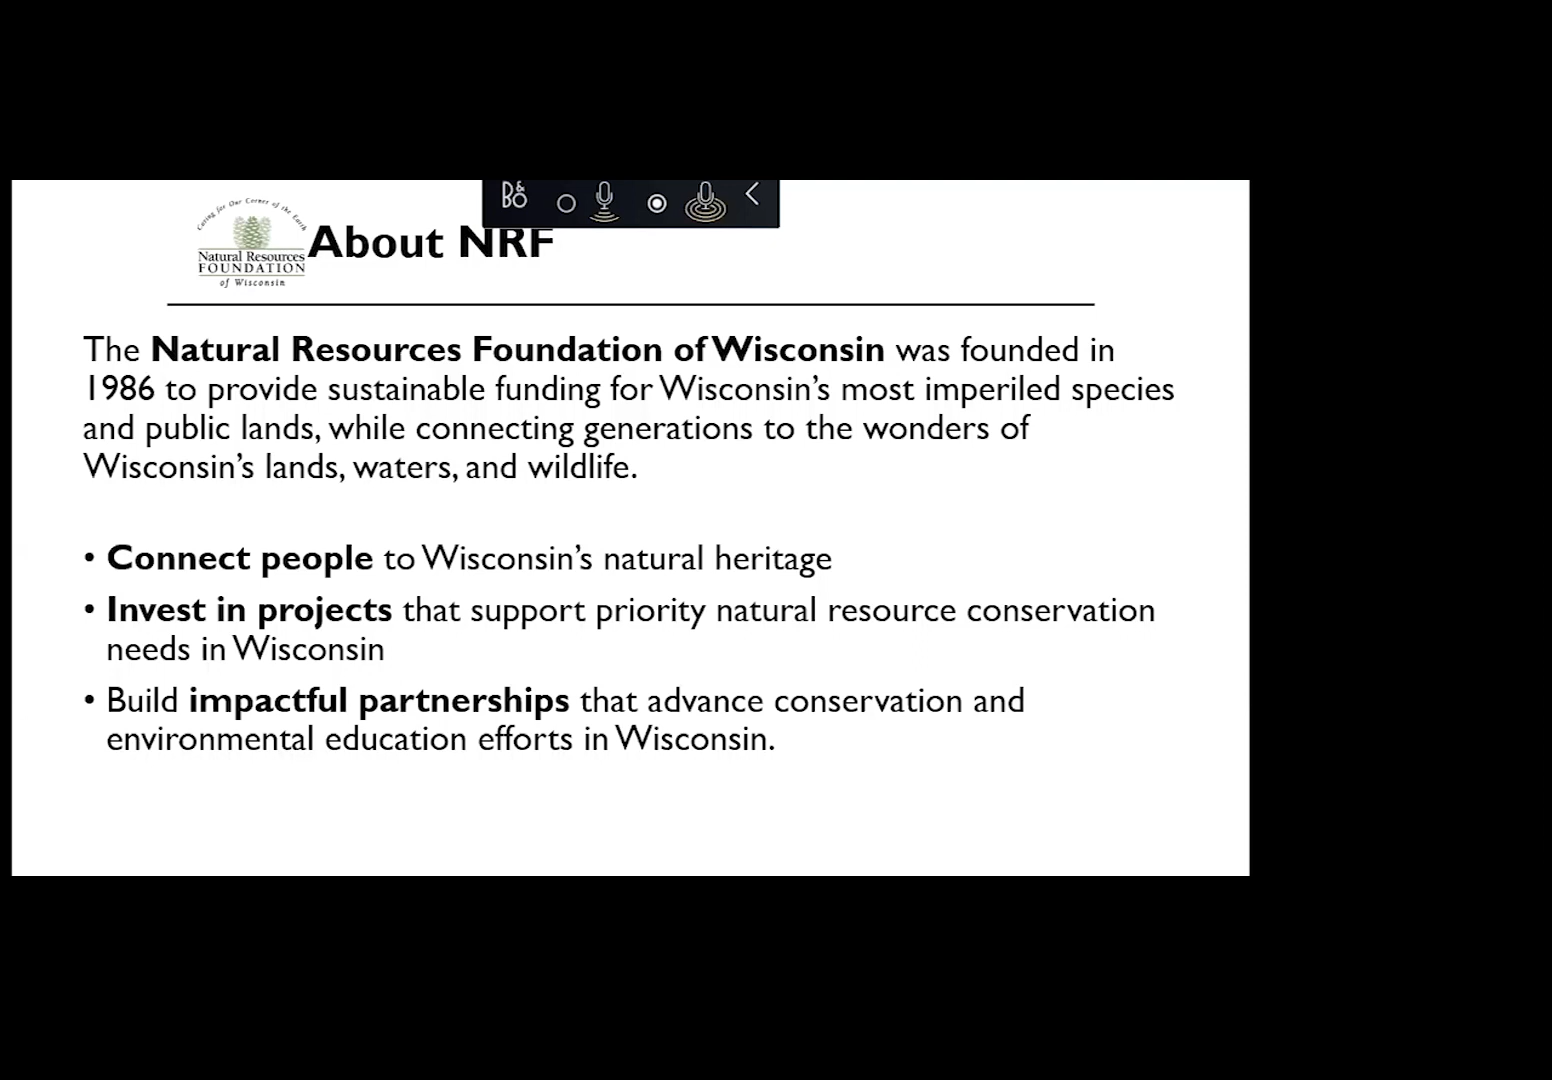 B&O
Caring for Our Corner of the Earth
Natural Resources
FOUNDATION
of Wisconsin
About NRF
The Natural Resources Foundation of Wisconsin was founded in
1986 to provide sustainable funding for Wisconsin’s most imperiled species
and public lands, while connecting generations to the wonders of
Wisconsin’s lands, waters, and wildlife.
• Connect people to Wisconsin’s natural heritage
• Invest in projects that support priority natural resource conservation
needs in Wisconsin
• Build impactful partnerships that advance conservation and
environmental education efforts in Wisconsin.